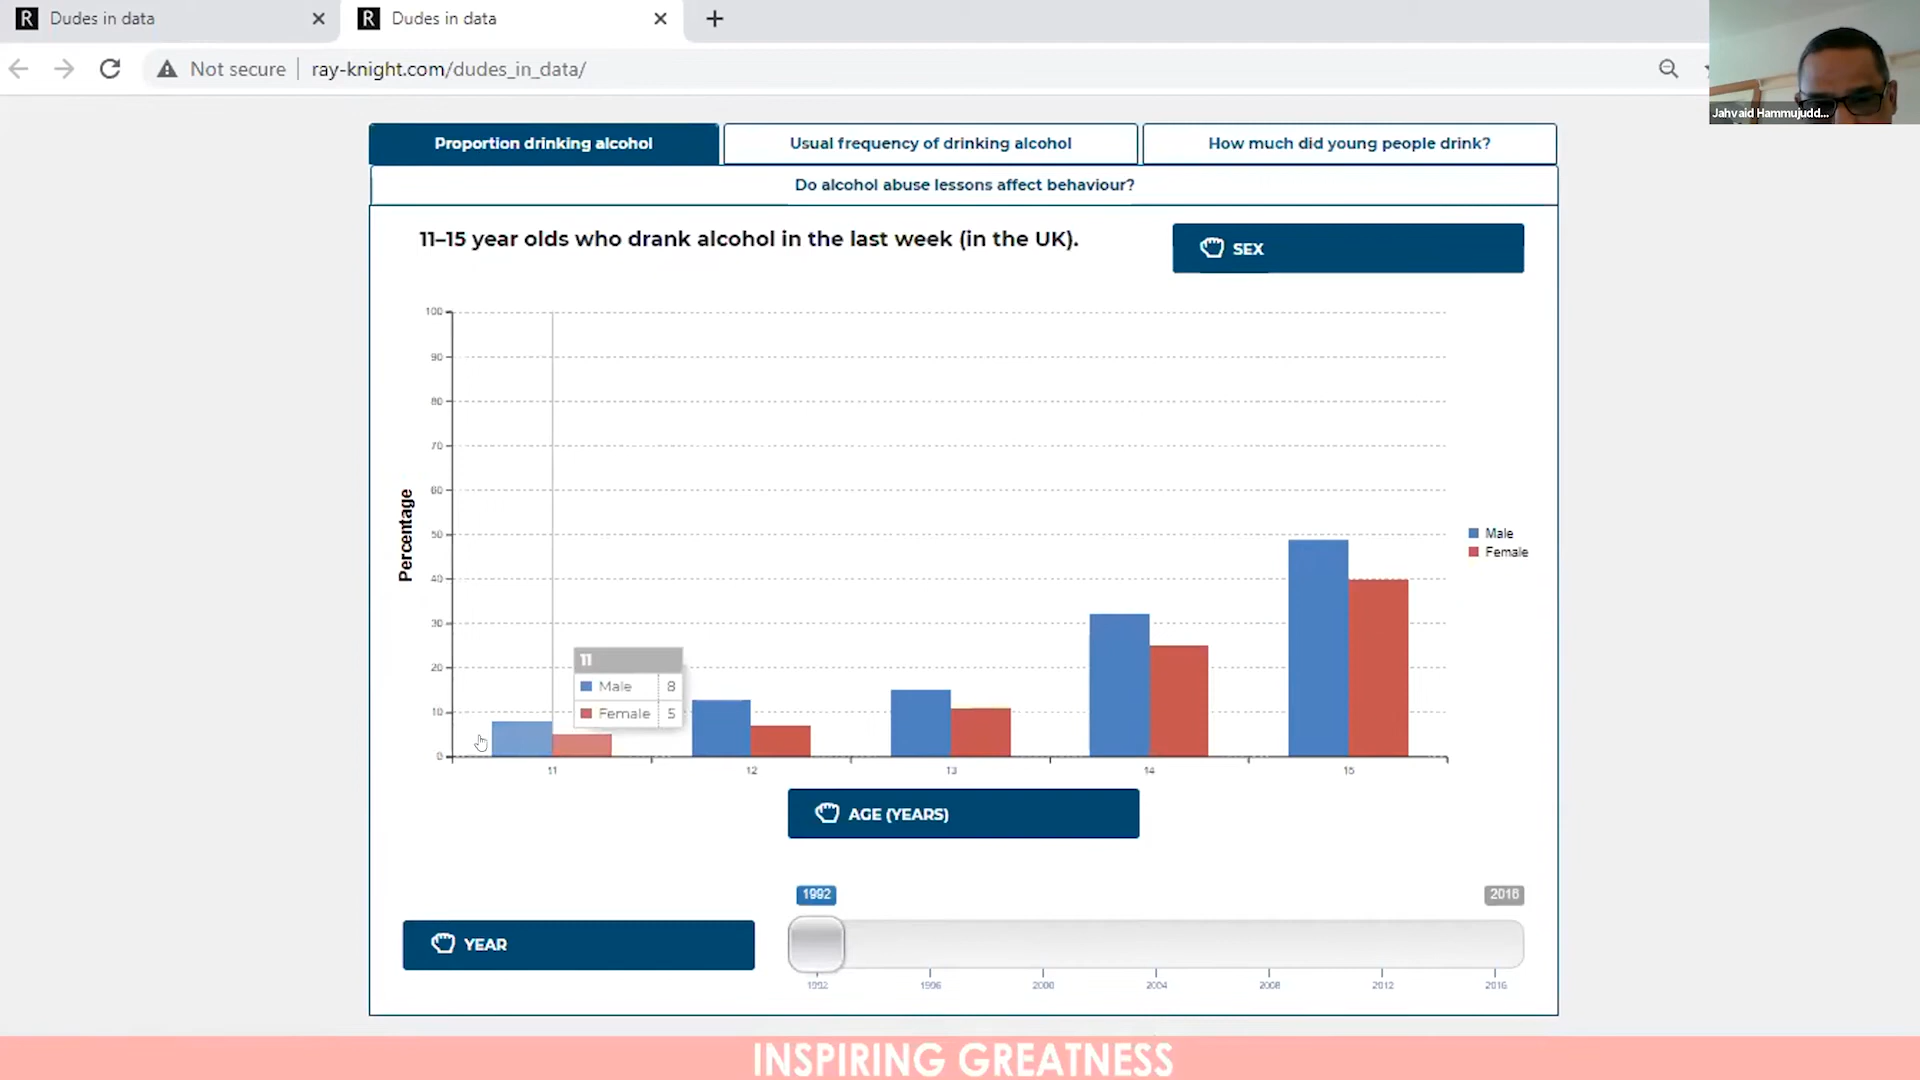 Dudes in data
Dudes in data
Not secure
ray-knight.com/dudes_in_data/
Jahvaid Hammujudd...
Proportion drinking alcohol
Usual frequency of drinking alcohol
How much did young people drink?
Do alcohol abuse lessons affect behaviour?
11–15 year olds who drank alcohol in the last week (in the UK).
SEX
100
90
80
70
60
50
40
30
20
10
0
Percentage
Male
Female
11
Male 8
Female 5
11 12 13 14 15
AGE (YEARS)
1992
2016
YEAR
1992 1996 2000 2004 2008 2012 2016
INSPIRING GREATNESS